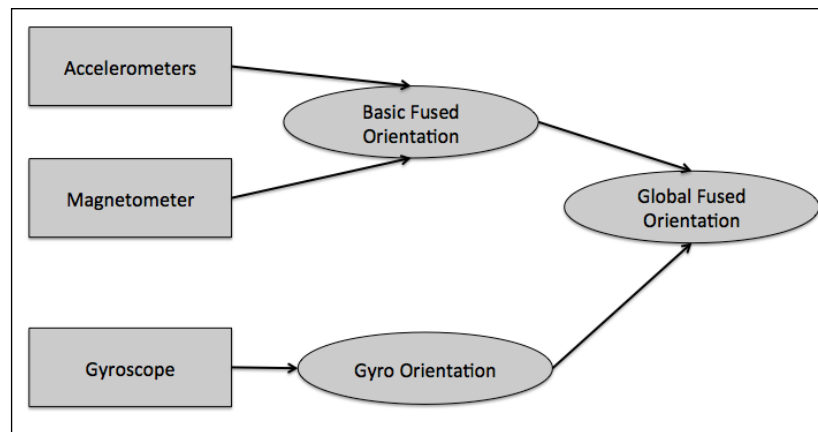 Accelerometers
Basic Fused
Orientation
Magnetometer
Global Fused
Orientation
Gyroscope
Gyro Orientation